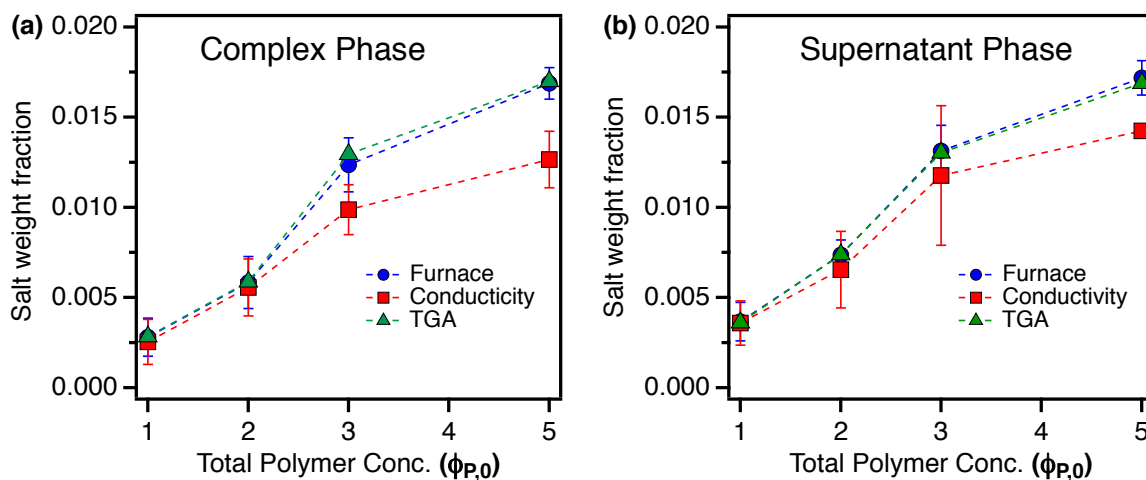 (a)
Complex Phase
0.020
0.015
0.010
0.005
0.000
Salt weight fraction
Furnace
Conducticity
TGA
1 2 3 4 5
Total Polymer Conc. (ϕP,0)
(b)
Supernatant Phase
0.020
0.015
0.010
0.005
0.000
Salt weight fraction
Furnace
Conductivity
TGA
1 2 3 4 5
Total Polymer Conc. (ϕP,0)